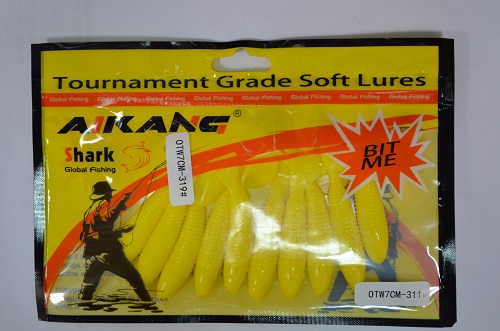 Tournament Grade Soft Lures
Global Fishing Global Fishing Global Fishing Global Fishing Global Fishing Global Fishing
AIKANG®
Shark
Global Fishing
BIT
ME
OTW7CM-319#
OTW7CM-311#